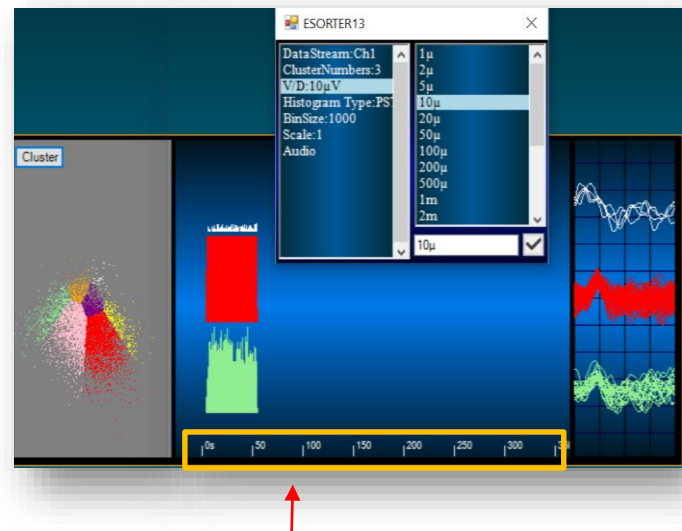 ESORTER13
DataStream:Ch1
ClusterNumbers:3
V/D:10µV
Histogram Type:PS
BinSize:1000
Scale:1
Audio
1µ
2µ
5µ
10µ
20µ
50µ
100µ
200µ
500µ
1m
2m
10µ
Cluster
0s 50 100 150 200 250 300